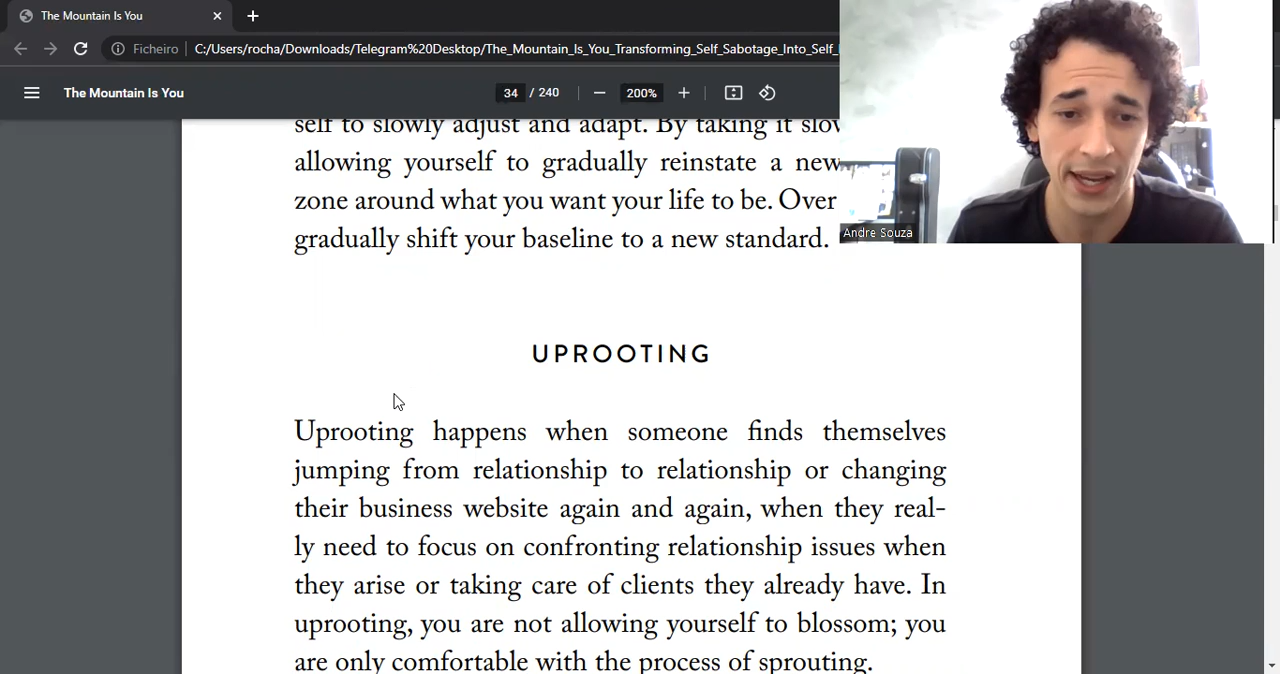 The Mountain Is You
Ficheiro
C:/Users/rocha/Downloads/Telegram%20Desktop/The_Mountain_Is_You_Transforming_Self_Sabotage_Into_Self_
The Mountain Is You
34 / 240
200%
Andre Souza
self to slowly adjust and adapt. By taking it
allowing yourself to gradually reinstate a new
zone around what you want your life to be. Over
gradually shift your baseline to a new standard.
UPROOTING
Uprooting happens when someone finds themselves
jumping from relationship to relationship or changing
their business website again and again, when they real-
ly need to focus on confronting relationship issues when
they arise or taking care of clients they already have. In
uprooting, you are not allowing yourself to blossom; you
are only comfortable with the process of sprouting.